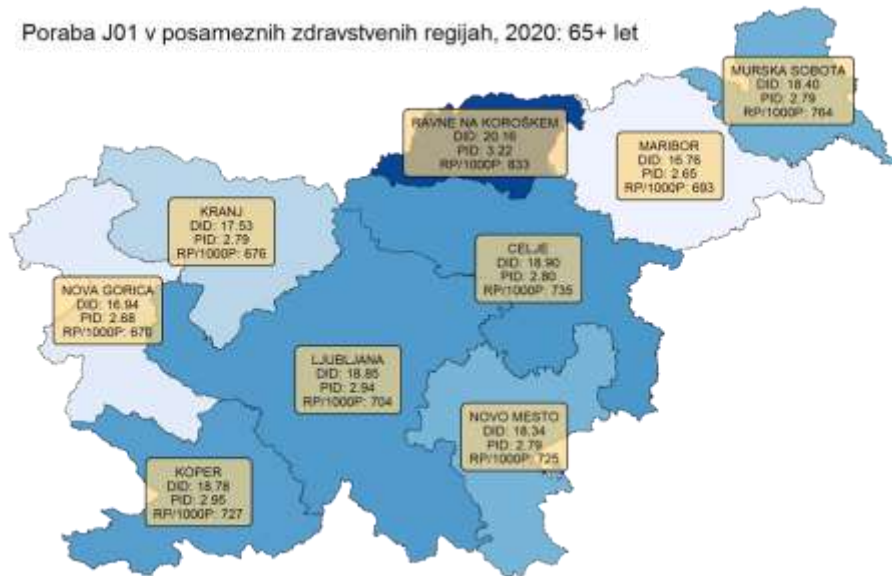 Poraba J01 v posameznih zdravstvenih regijah, 2020: 65+ let
MURSKA SOBOTA
DID: 18.40
PID: 2.79
RP/1000P: 764
RAVNE NA KOROŠKEM
DID: 20.16
PID: 3.22
RP/1000P: 833
MARIBOR
DID: 16.76
PID: 2.65
RP/1000P: 693
KRANJ
DID: 17.53
PID: 2.79
RP/1000P: 676
CELJE
DID: 18.90
PID: 2.80
RP/1000P: 735
NOVA GORICA
DID: 16.94
PID: 2.68
RP/1000P: 670
LJUBLJANA
DID: 18.85
PID: 2.94
RP/1000P: 704
NOVO MESTO
DID: 18.34
PID: 2.79
RP/1000P: 725
KOPER
DID: 18.78
PID: 2.95
RP/1000P: 727